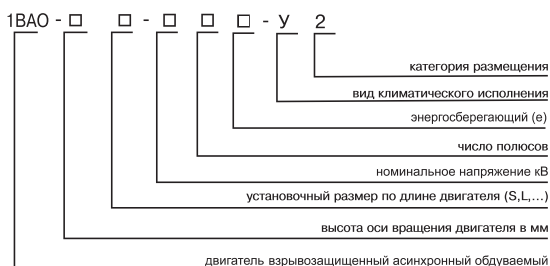 1ВАО-□ □-□ □ □-У 2
категория размещения
вид климатического исполнения
энергосберегающий (е)
число полюсов
номинальное напряжение кВ
установочный размер по длине двигателя (S,L,...)
высота оси вращения двигателя в мм
двигатель взрывозащищенный асинхронный обдуваемый